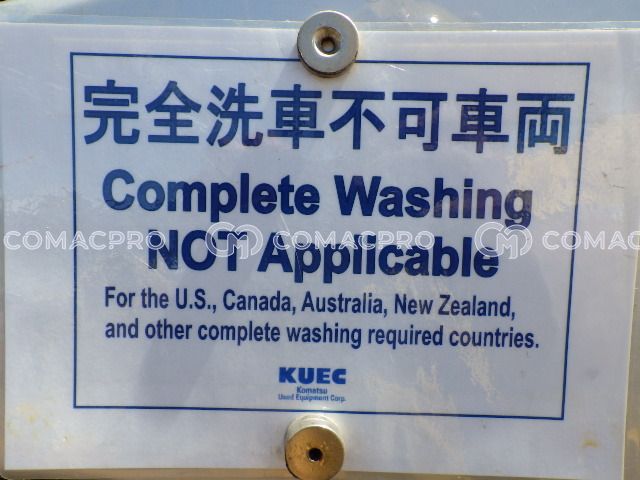 完全洗車不可車両
Complete Washing
COMACPRO COMACPRO COMACPRO
NOT Applicable
For the U.S., Canada, Australia, New Zealand,
and other complete washing required countries.
KUEC
Komatsu
Used Equipment Corp.